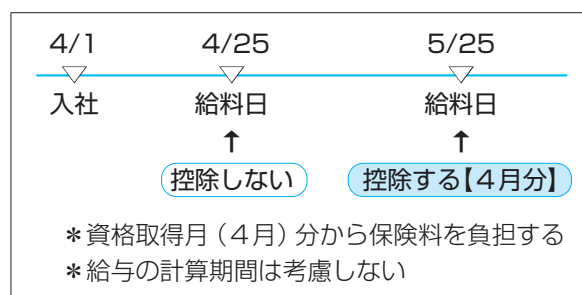 4/1 4/25 5/25
入社 給料日 給料日
↑ ↑
控除しない 控除する【4月分】
＊資格取得月（4月）分から保険料を負担する
＊給与の計算期間は考慮しない